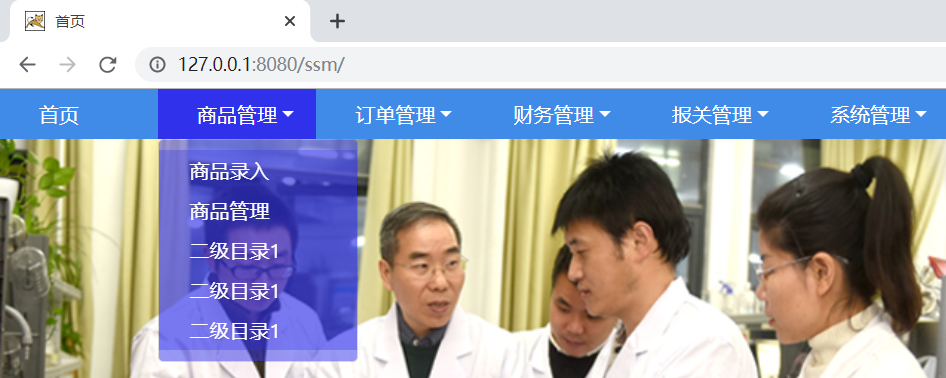 首页
127.0.0.1:8080/ssm/
首页 商品管理 订单管理 财务管理 报关管理 系统管理
商品录入
商品管理
二级目录1
二级目录1
二级目录1